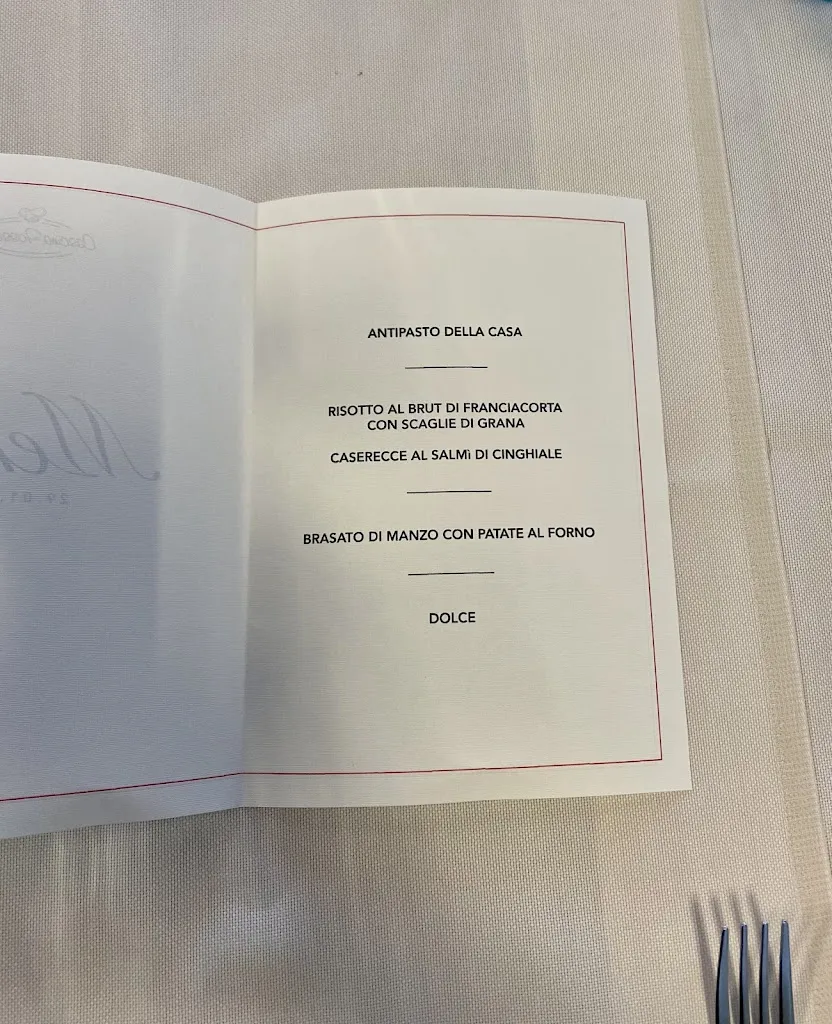 ANTIPASTO DELLA CASA
RISOTTO AL BRUT DI FRANCIACORTA
CON SCAGLIE DI GRANA
CASERECCE AL SALMì DI CINGHIALE
BRASATO DI MANZO CON PATATE AL FORNO
DOLCE